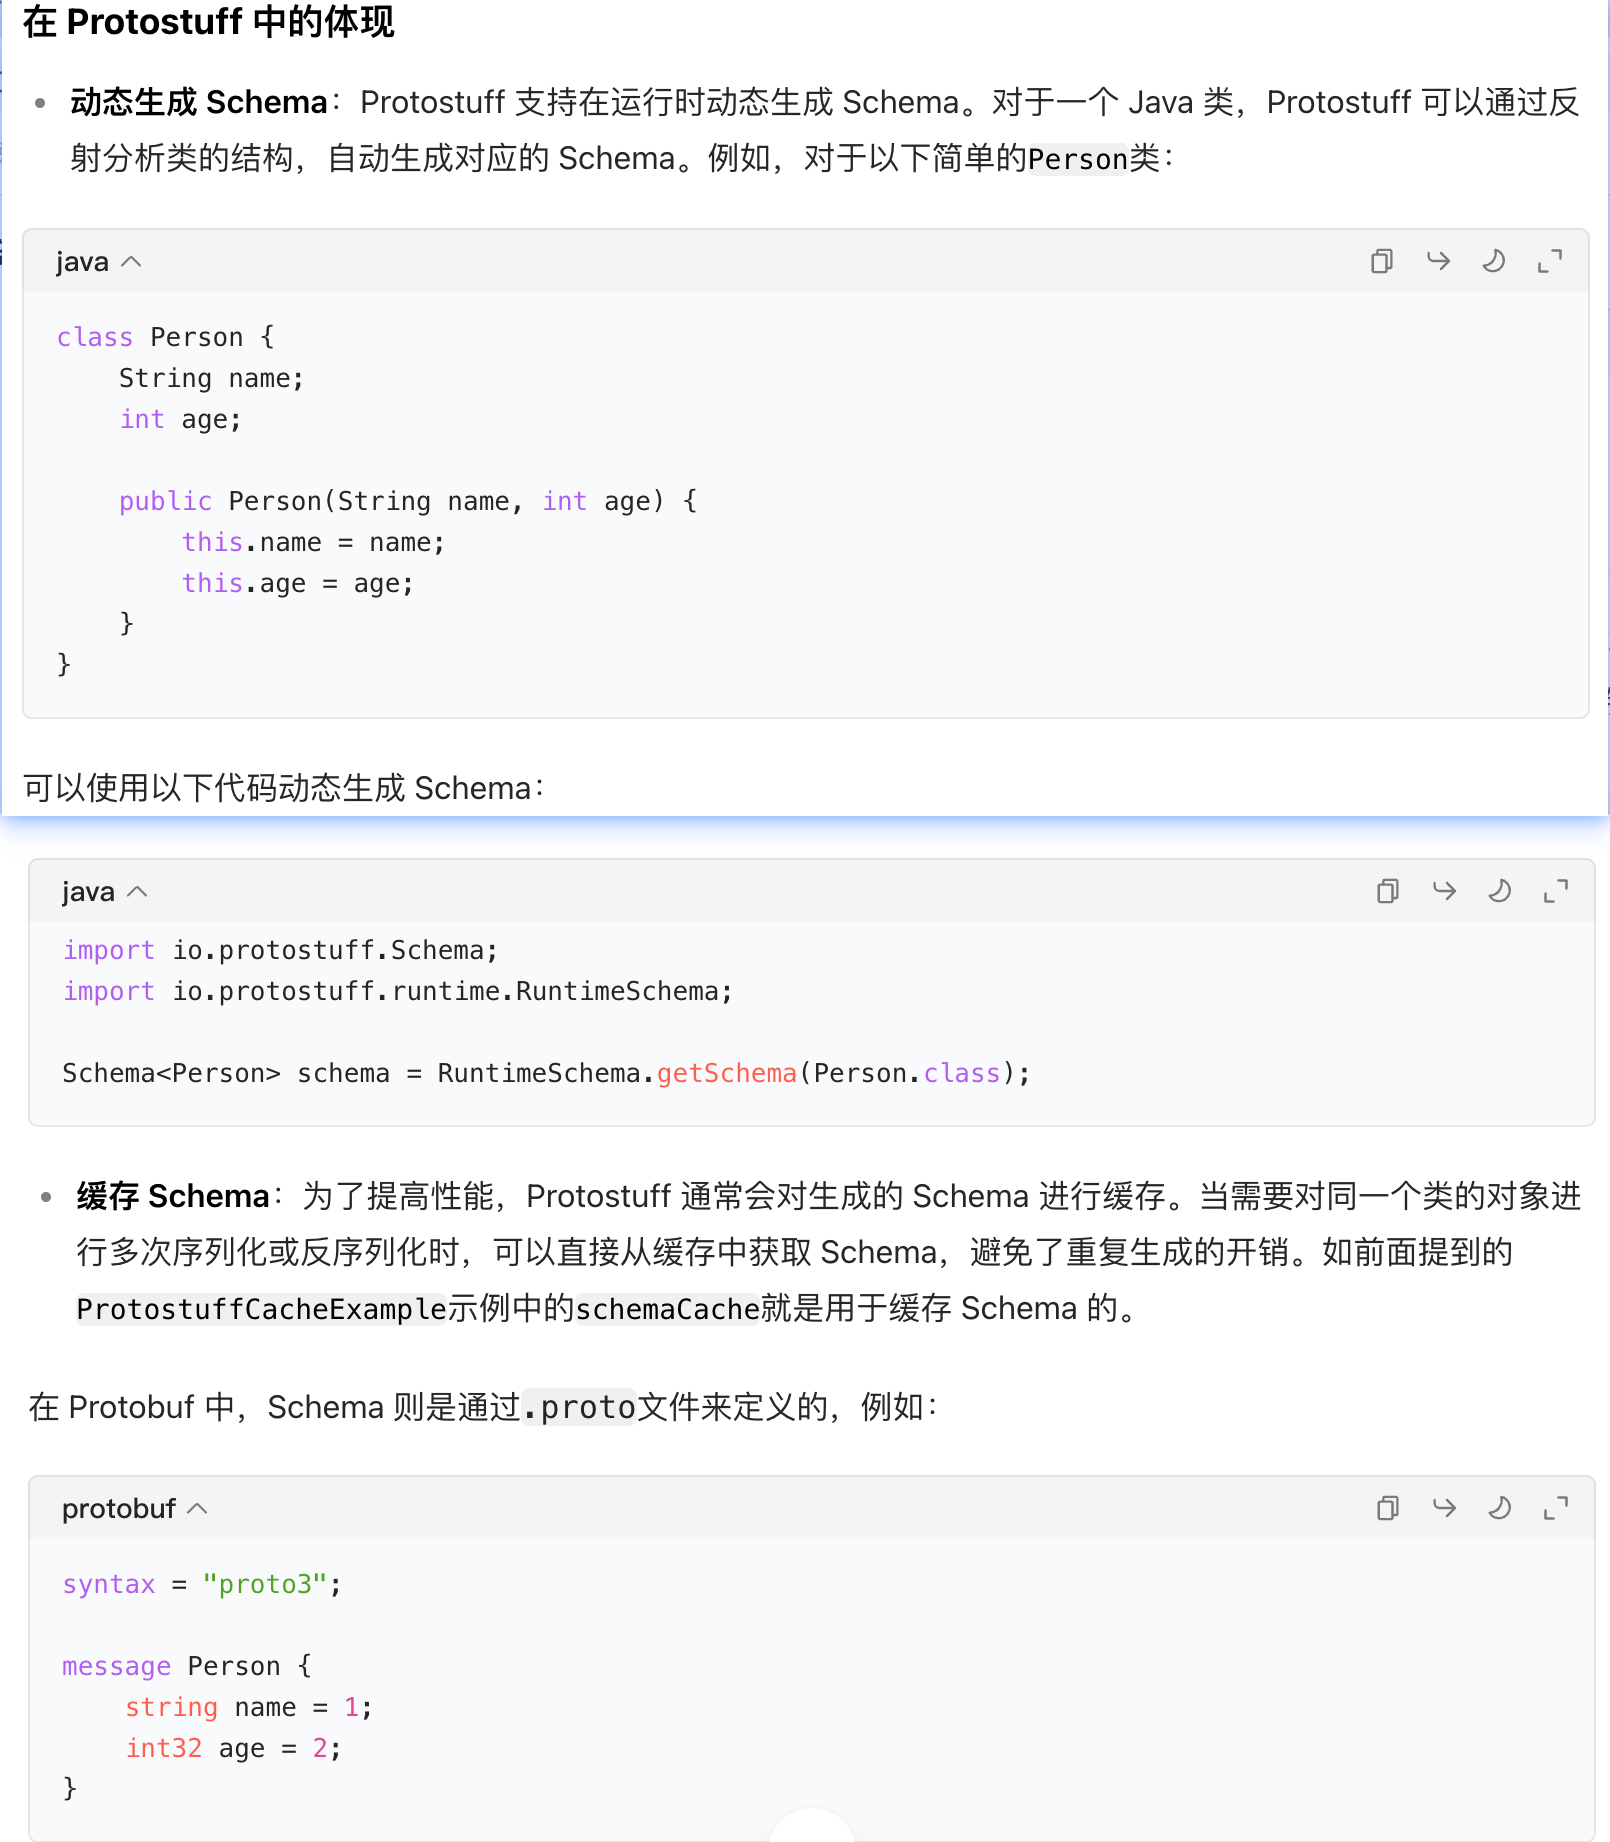 在 Protostuff 中的体现
动态生成 Schema：Protostuff 支持在运行时动态生成 Schema。对于一个 Java 类，Protostuff 可以通过反
射分析类的结构，自动生成对应的 Schema。例如，对于以下简单的Person类：
java
class Person {
    String name;
    int age;

    public Person(String name, int age) {
        this.name = name;
        this.age = age;
    }
}
可以使用以下代码动态生成 Schema：
java
import io.protostuff.Schema;
import io.protostuff.runtime.RuntimeSchema;

Schema<Person> schema = RuntimeSchema.getSchema(Person.class);
缓存 Schema：为了提高性能，Protostuff 通常会对生成的 Schema 进行缓存。当需要对同一个类的对象进
行多次序列化或反序列化时，可以直接从缓存中获取 Schema，避免了重复生成的开销。如前面提到的
ProtostuffCacheExample示例中的schemaCache就是用于缓存 Schema 的。
在 Protobuf 中，Schema 则是通过.proto文件来定义的，例如：
protobuf
syntax = "proto3";

message Person {
    string name = 1;
    int32 age = 2;
}